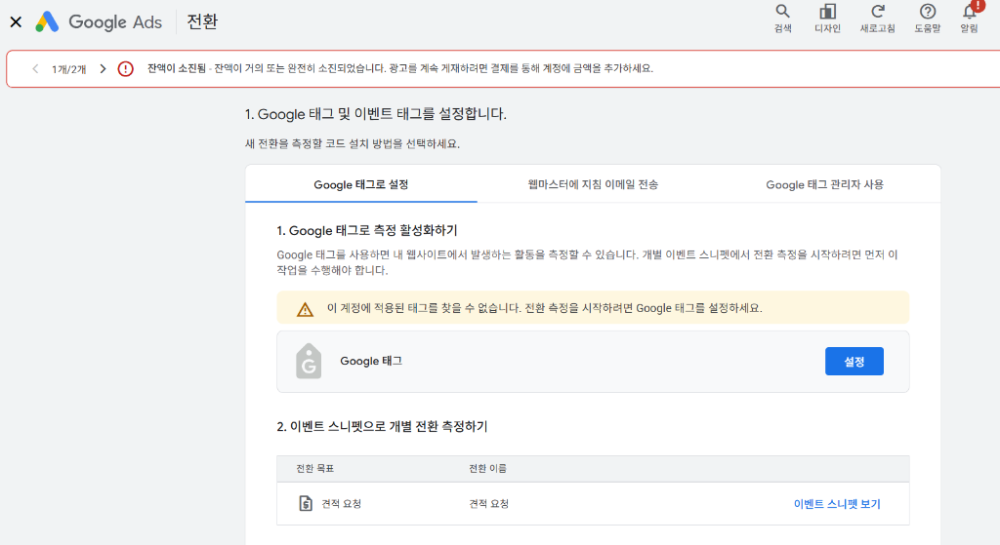 Google Ads 전환
검색 디자인 새로고침 도움말 알림
1개/2개 잔액이 소진됨 - 잔액이 거의 또는 완전히 소진되었습니다. 광고를 계속 게재하려면 결제를 통해 계정에 금액을 추가하세요.
1. Google 태그 및 이벤트 태그를 설정합니다.
새 전환을 측정할 코드 설치 방법을 선택하세요.
Google 태그로 설정 웹마스터에 지침 이메일 전송 Google 태그 관리자 사용
1. Google 태그로 측정 활성화하기
Google 태그를 사용하면 내 웹사이트에서 발생하는 활동을 측정할 수 있습니다. 개별 이벤트 스니펫에서 전환 측정을 시작하려면 먼저 이
작업을 수행해야 합니다.
이 계정에 적용된 태그를 찾을 수 없습니다. 전환 측정을 시작하려면 Google 태그를 설정하세요.
Google 태그 설정
2. 이벤트 스니펫으로 개별 전환 측정하기
전환 목표 전환 이름
견적 요청 견적 요청 이벤트 스니펫 보기